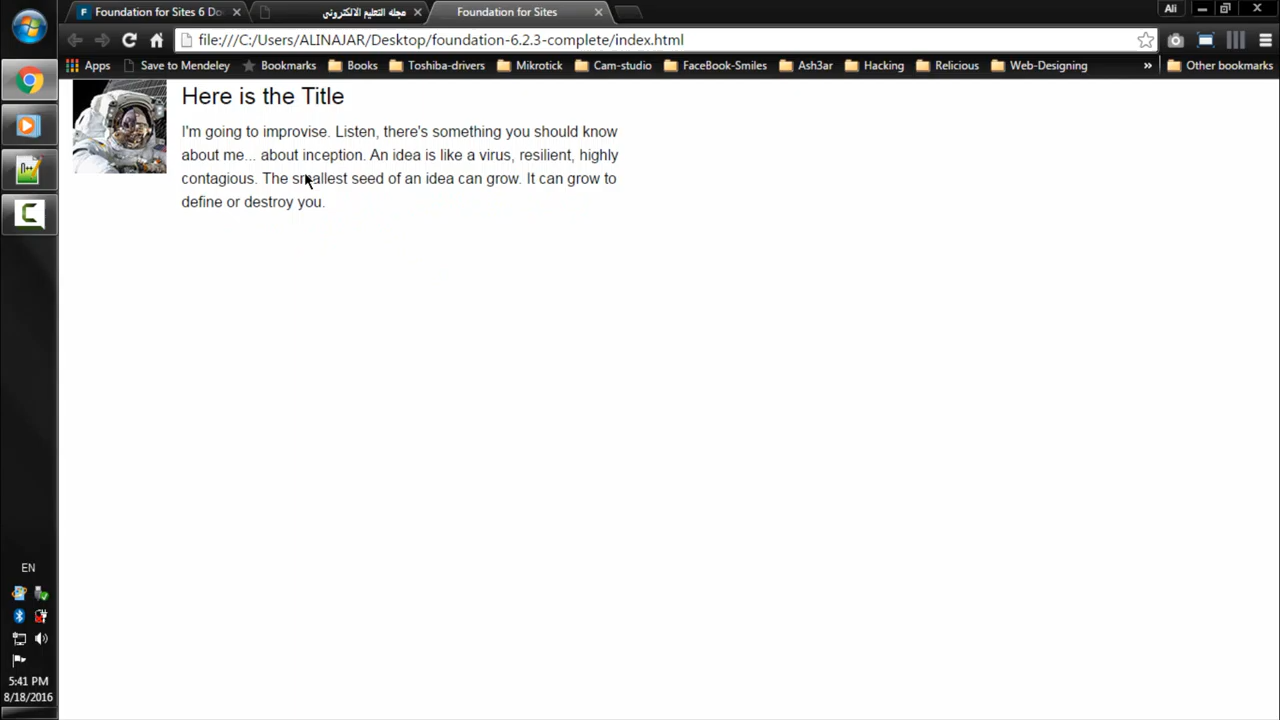 Foundation for Sites 6 Do
مجله التعليم الالكتروني
Foundation for Sites
Ali
file:///C:/Users/ALINAJAR/Desktop/foundation-6.2.3-complete/index.html
Apps
Save to Mendeley
Bookmarks
Books
Toshiba-drivers
Mikrotick
Cam-studio
FaceBook-Smiles
Ash3ar
Hacking
Relicious
Web-Designing
»
Other bookmarks
Here is the Title
I'm going to improvise. Listen, there's something you should know
about me... about inception. An idea is like a virus, resilient, highly
contagious. The smallest seed of an idea can grow. It can grow to
define or destroy you.
EN
5:41 PM
8/18/2016